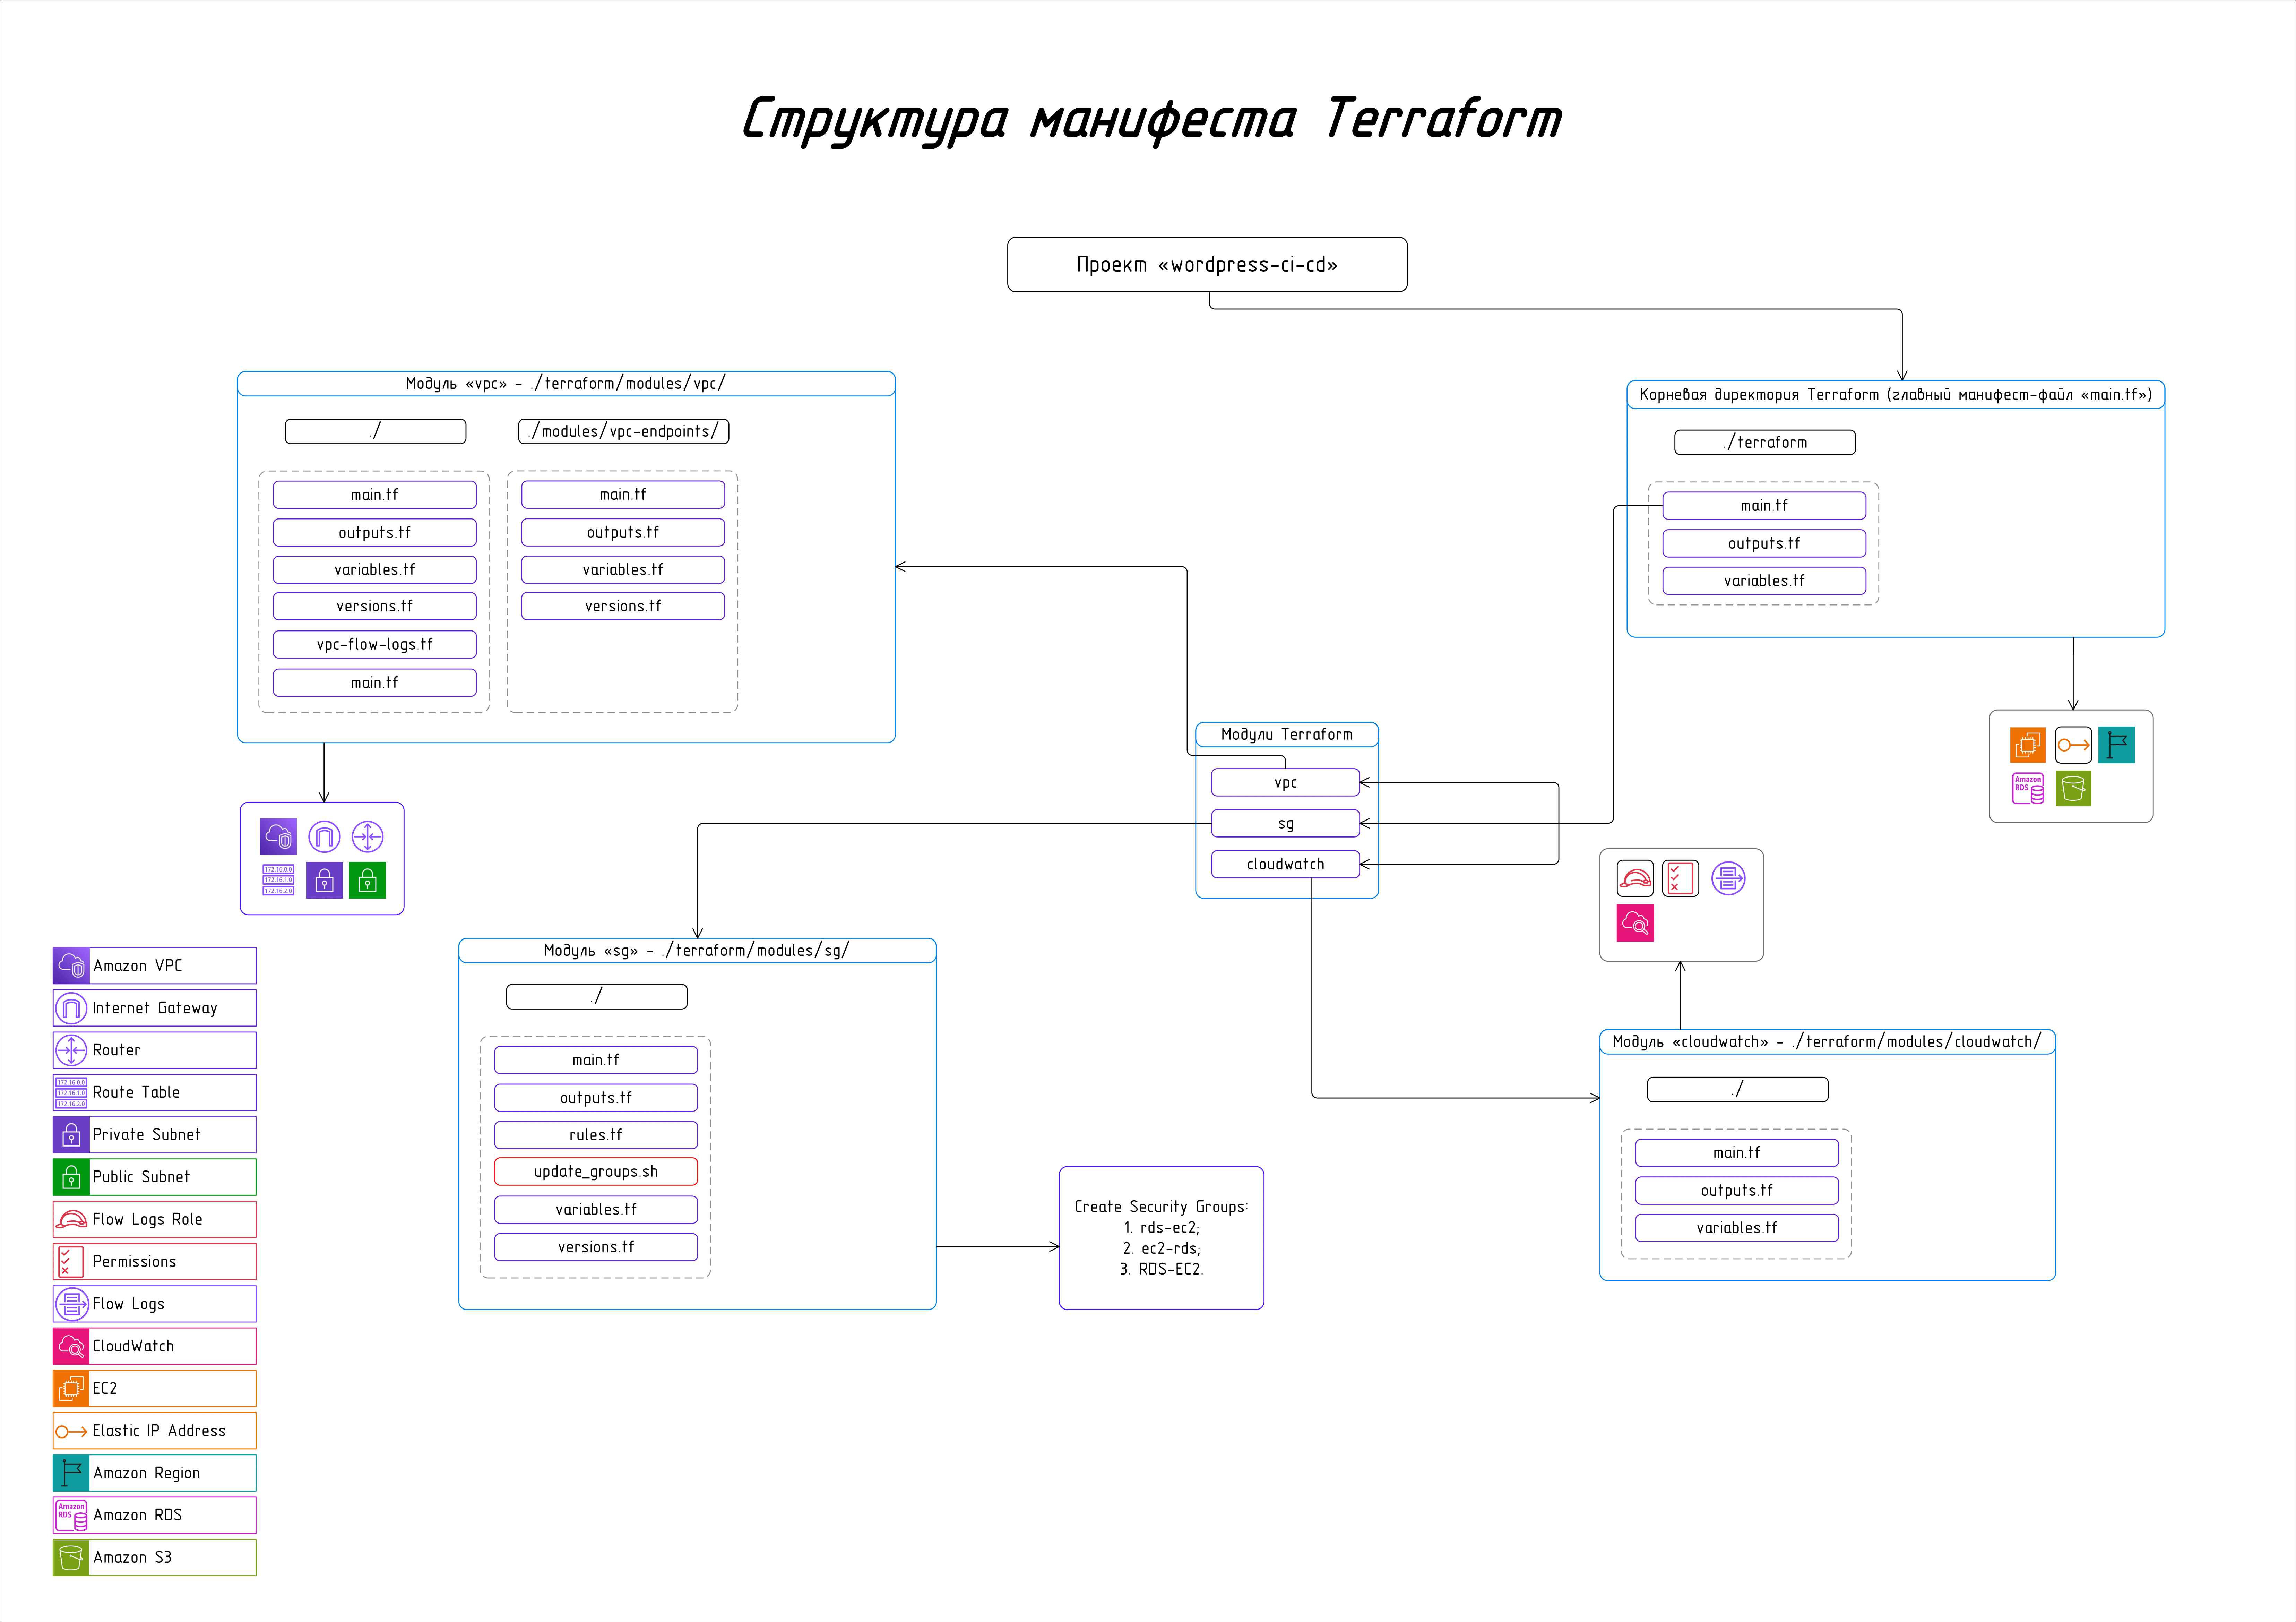 Структура манифеста Terraform
Проект «wordpress-ci-cd»
Модуль «vpc» - ./terraform/modules/vpc/
./
./modules/vpc-endpoints/
main.tf
outputs.tf
variables.tf
versions.tf
vpc-flow-logs.tf
main.tf
main.tf
outputs.tf
variables.tf
versions.tf
Корневая директория Terraform (главный манифест-файл «main.tf»)
./terraform
main.tf
outputs.tf
variables.tf
Amazon
RDS
Модули Terraform
vpc
sg
cloudwatch
172.16.0.0
172.16.1.0
172.16.2.0
Модуль «sg» - ./terraform/modules/sg/
./
main.tf
outputs.tf
rules.tf
update_groups.sh
variables.tf
versions.tf
Create Security Groups:
1. rds-ec2;
2. ec2-rds;
3. RDS-EC2.
Модуль «cloudwatch» - ./terraform/modules/cloudwatch/
./
main.tf
outputs.tf
variables.tf
Amazon VPC
Internet Gateway
Router
172.16.0.0
172.16.1.0
172.16.2.0
Route Table
Private Subnet
Public Subnet
Flow Logs Role
Permissions
Flow Logs
CloudWatch
EC2
Elastic IP Address
Amazon Region
Amazon
RDS
Amazon RDS
Amazon S3